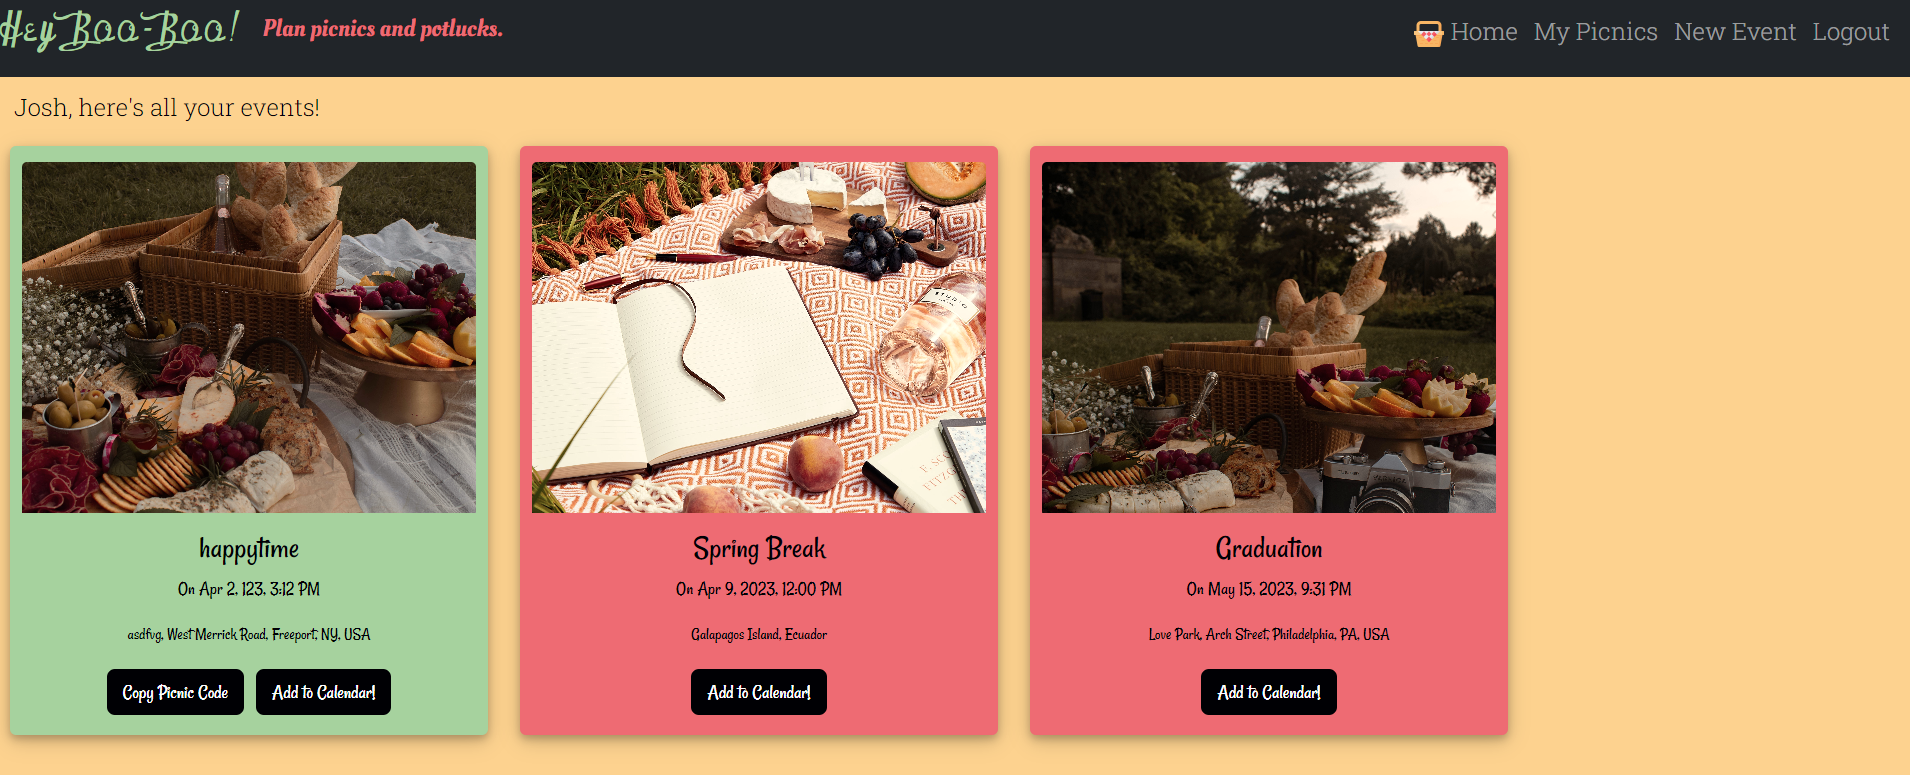 Hey Boo-Boo! Plan picnics and potlucks. Home My Picnics New Event Logout
Josh, here's all your events!
happytime
On Apr 2, 123, 3:12 PM
asdfvg, West Merrick Road, Freeport, NY, USA
Copy Picnic Code Add to Calendar!
Spring Break
On Apr 9, 2023, 12:00 PM
Galapagos Island, Ecuador
Add to Calendar!
Graduation
On May 15, 2023, 9:31 PM
Love Park, Arch Street, Philadelphia, PA, USA
Add to Calendar!